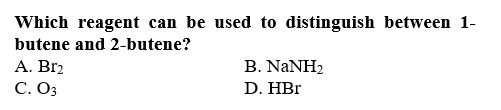 Which reagent can be used to distinguish between 1-
butene and 2-butene?
A. Br₂ B. NaNH₂
C. O₃ D. HBr